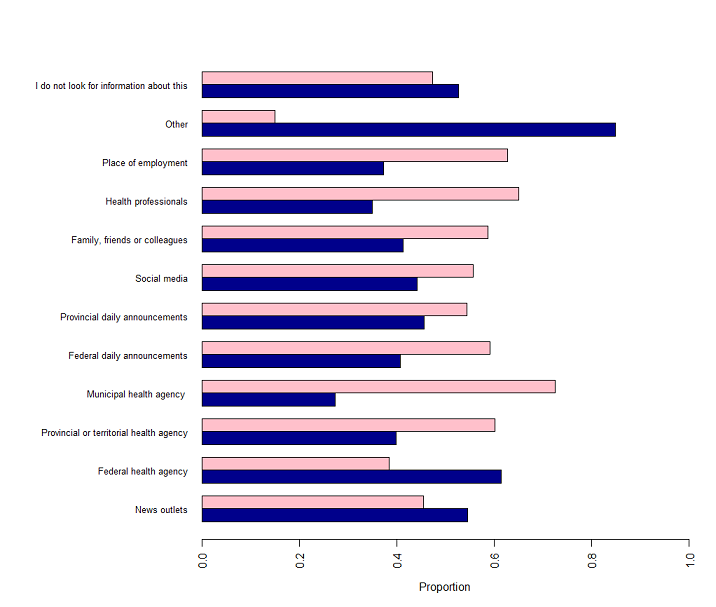 I do not look for information about this
Other
Place of employment
Health professionals
Family, friends or colleagues
Social media
Provincial daily announcements
Federal daily announcements
Municipal health agency
Provincial or territorial health agency
Federal health agency
News outlets
0.0 0.2 0.4 0.6 0.8 1.0
Proportion